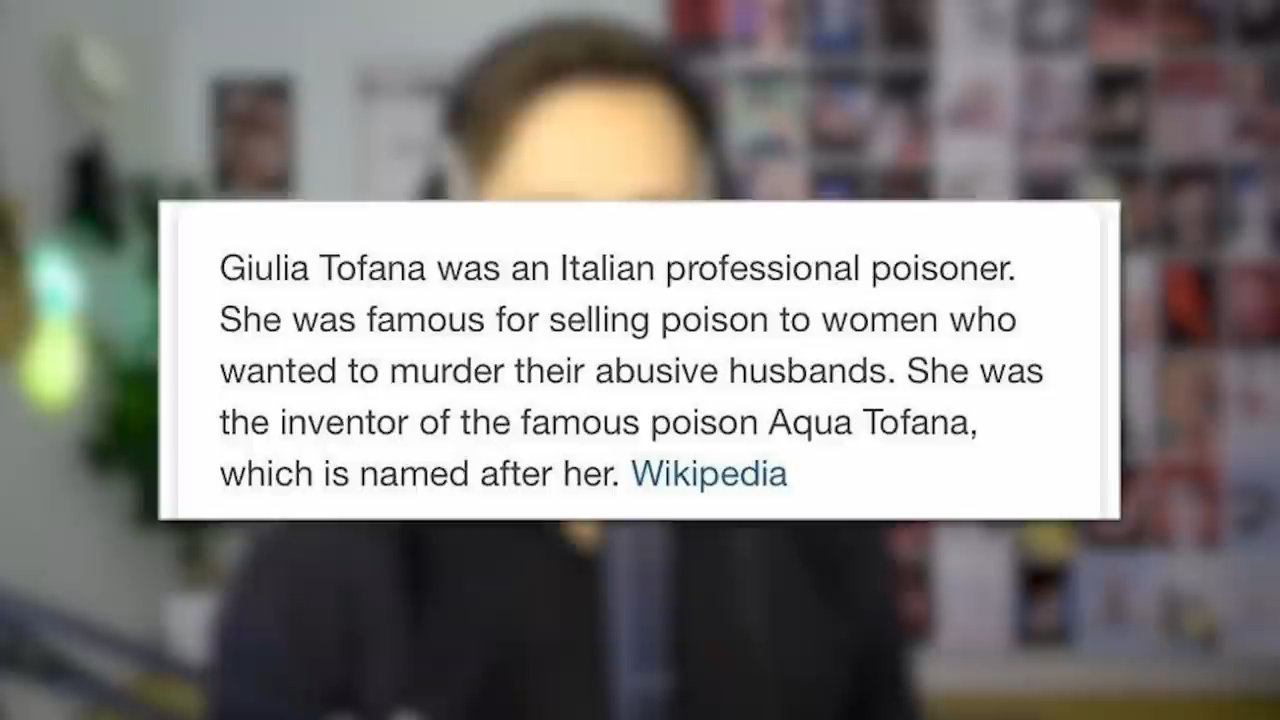 Giulia Tofana was an Italian professional poisoner.
She was famous for selling poison to women who
wanted to murder their abusive husbands. She was
the inventor of the famous poison Aqua Tofana,
which is named after her. Wikipedia